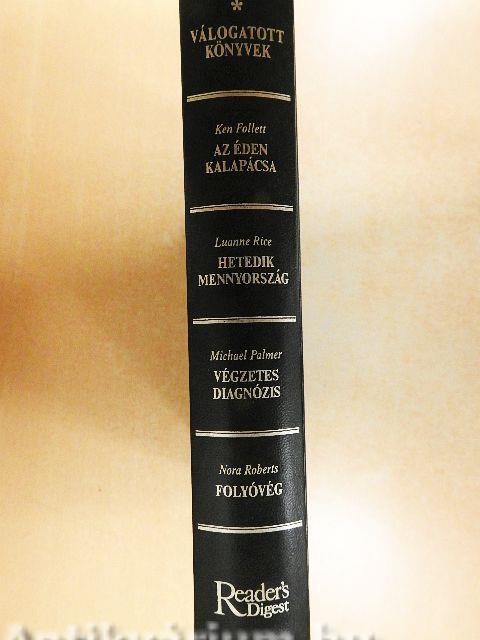 *
VÁLOGATOTT
KÖNYVEK
Ken Follett
AZ ÉDEN
KALAPÁCSA
Luanne Rice
HETEDIK
MENNYORSZÁG
Michael Palmer
VÉGZETES
DIAGNÓZIS
Nora Roberts
FOLYÓVÉG
Reader's
Digest